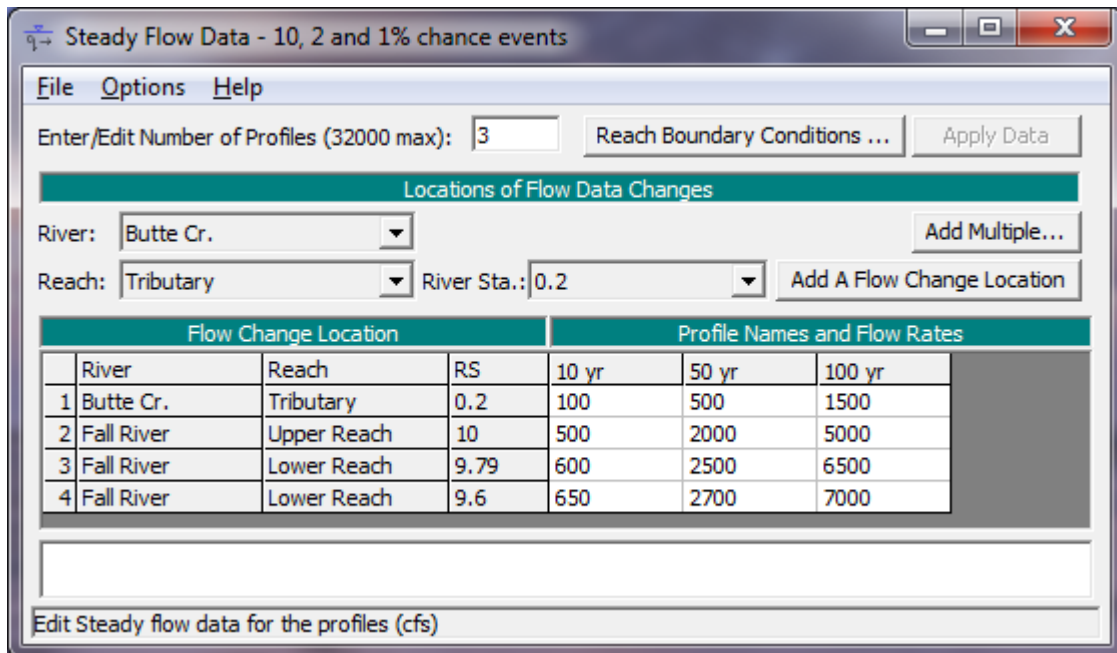 Steady Flow Data - 10, 2 and 1% chance events
File Options Help
Enter/Edit Number of Profiles (32000 max): 3 Reach Boundary Conditions ... Apply Data
Locations of Flow Data Changes
River: Butte Cr. Add Multiple...
Reach: Tributary River Sta.: 0.2 Add A Flow Change Location
Flow Change Location Profile Names and Flow Rates
River Reach RS 10 yr 50 yr 100 yr
1 Butte Cr. Tributary 0.2 100 500 1500
2 Fall River Upper Reach 10 500 2000 5000
3 Fall River Lower Reach 9.79 600 2500 6500
4 Fall River Lower Reach 9.6 650 2700 7000
Edit Steady flow data for the profiles (cfs)